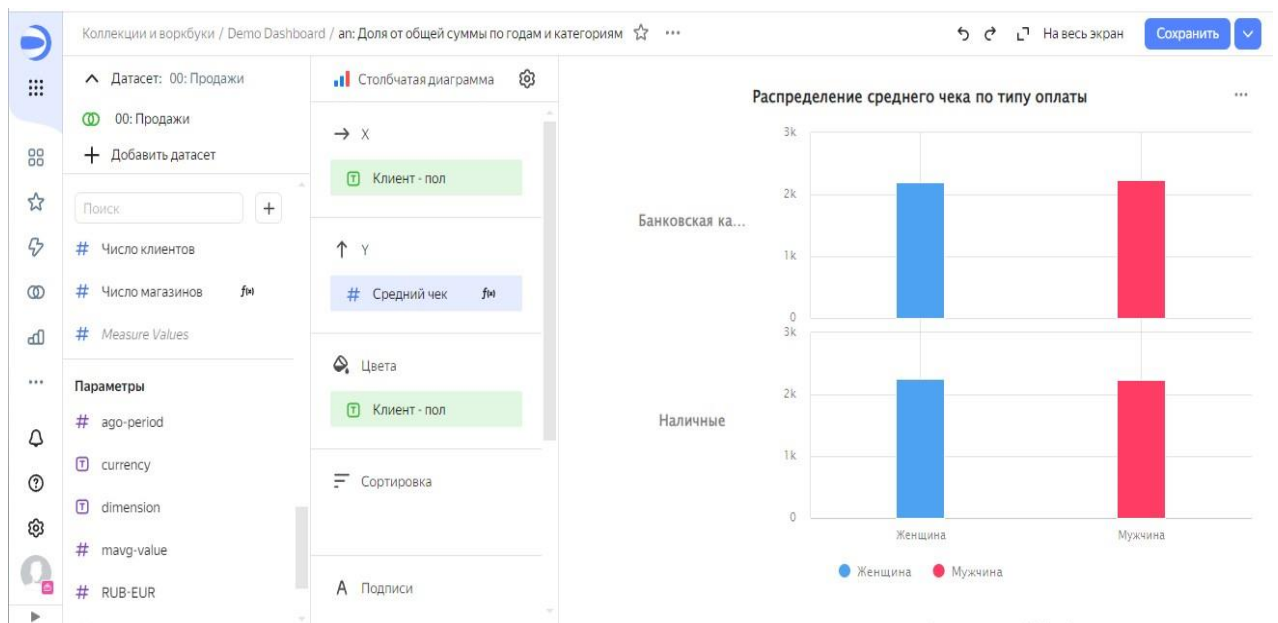 Коллекции и воркбуки / Demo Dashboard / an: Доля от общей суммы по годам и категориям
На весь экран
Сохранить
Датасет: 00: Продажи
00: Продажи
Добавить датасет
Поиск
# Число клиентов
# Число магазинов f(x)
# Measure Values
Параметры
# ago-period
T currency
T dimension
# mavg-value
# RUB-EUR
Столбчатая диаграмма
X
T Клиент - пол
Y
# Средний чек f(x)
Цвета
T Клиент - пол
Сортировка
A Подписи
Распределение среднего чека по типу оплаты
Банковская ка...
3k
2k
1k
0
Наличные
3k
2k
1k
0
Женщина Мужчина
Женщина Мужчина